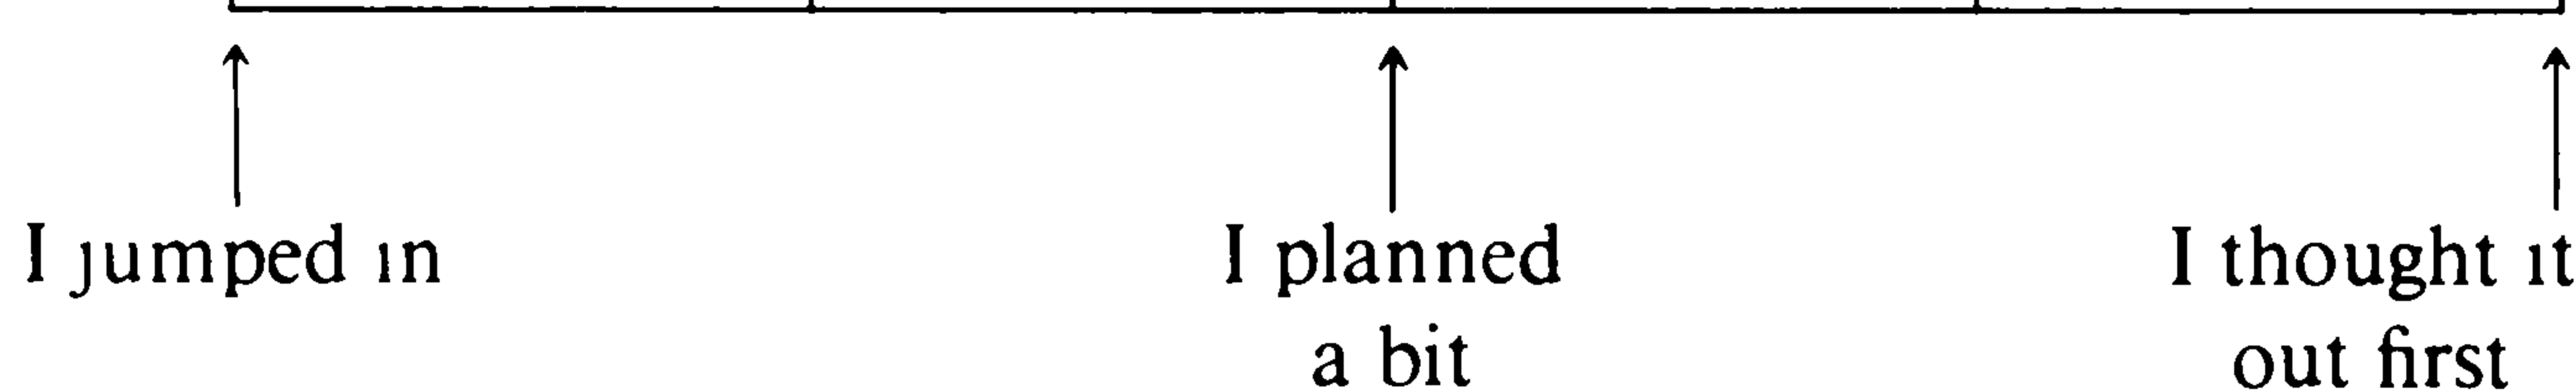 I jumped in
I planned
a bit
I thought it
out first